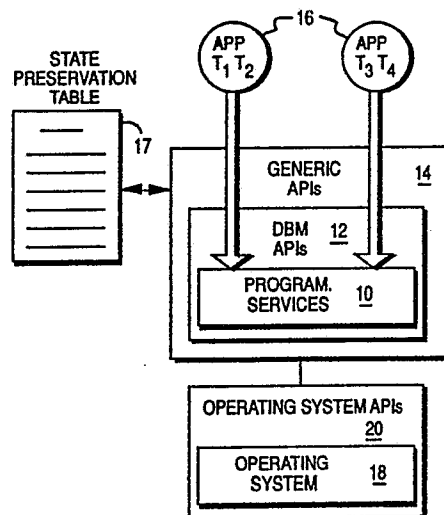 16
APP
T1 T2
APP
T3 T4
STATE
PRESERVATION
TABLE
17
GENERIC
APIs
14
DBM
APIs
12
PROGRAM.
SERVICES
10
OPERATING SYSTEM APIs
20
OPERATING
SYSTEM
18